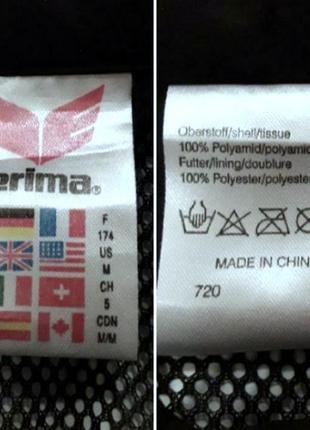 erima®
F
174
US
M
CH
5
CDN
M/M
Oberstoff/shell/tissue
100% Polyamid/polyamid
Futter/lining/doublure
100% Polyester/polyester
MADE IN CHIN
720